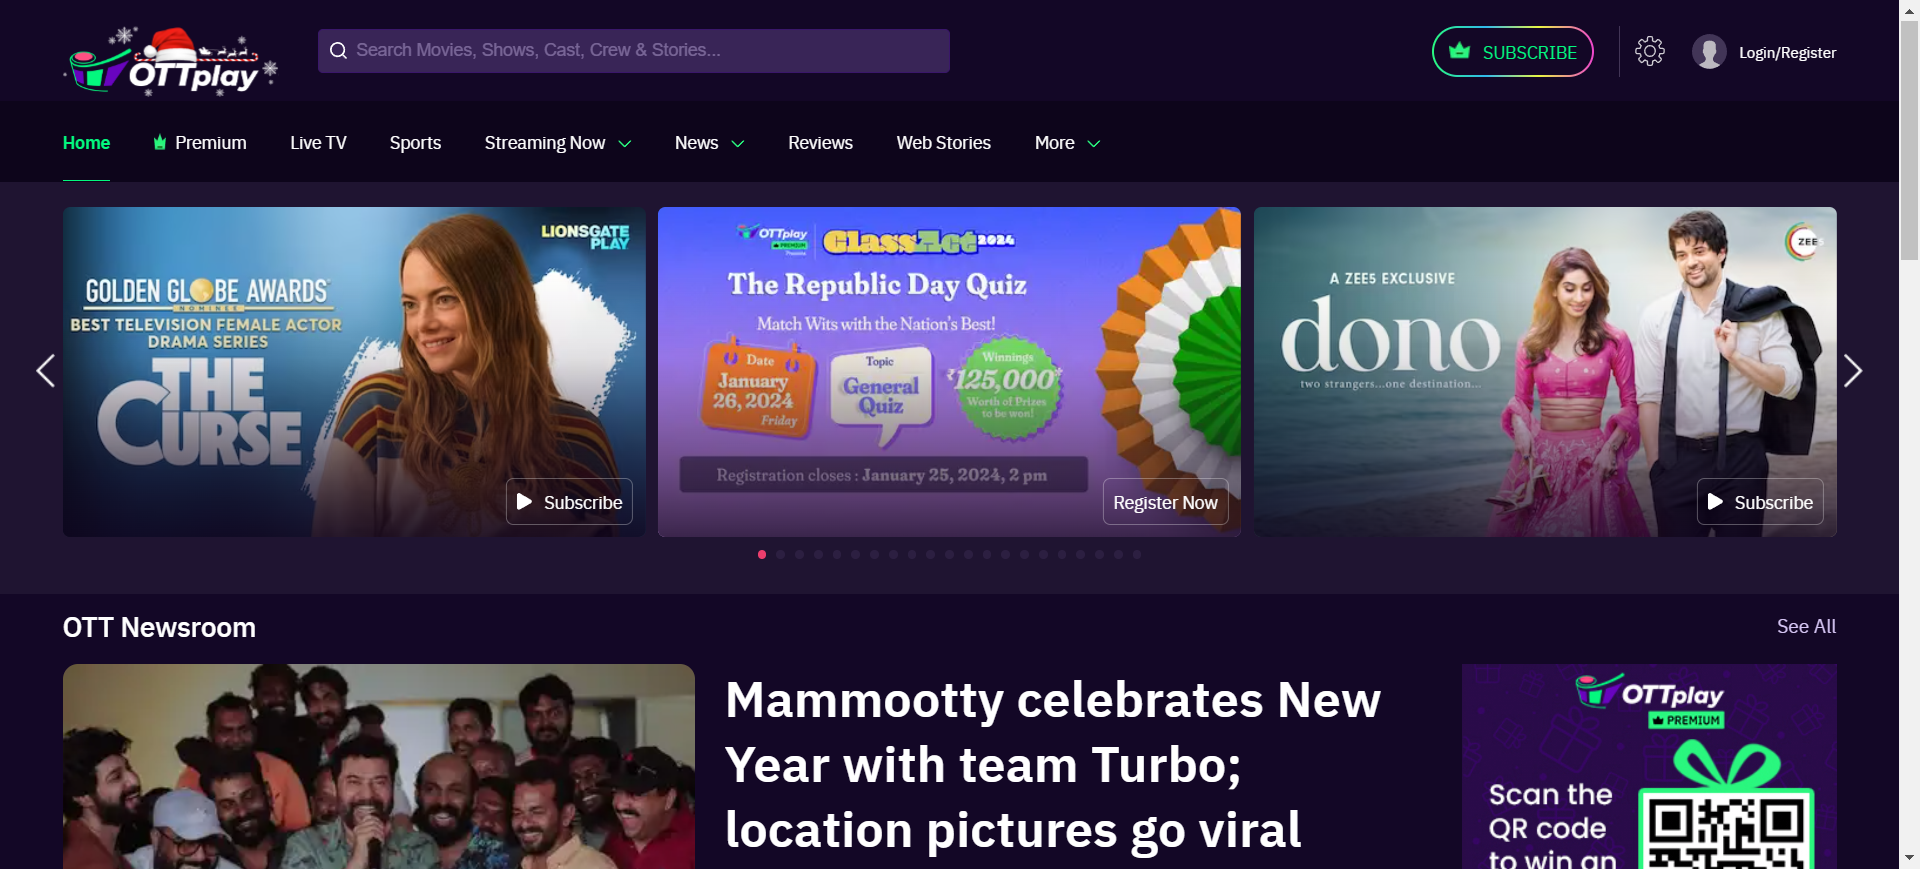 OTTplay
Search Movies, Shows, Cast, Crew & Stories...
SUBSCRIBE
Login/Register
Home
Premium
Live TV
Sports
Streaming Now
News
Reviews
Web Stories
More
LIONSGATE
PLAY
GOLDEN GLOBE AWARDS
NOMINEE
BEST TELEVISION FEMALE ACTOR
DRAMA SERIES
THE
CURSE
Subscribe
OTTplay
PREMIUM
Presents
ClassAct 2024
The Republic Day Quiz
Match Wits with the Nation's Best!
Date
January
26, 2024
Friday
Topic
General
Quiz
Winnings
₹125,000*
Worth of Prizes
to be won!
Registration closes : January 25, 2024, 2 pm
Register Now
ZEE5
A ZEE5 EXCLUSIVE
dono
two strangers...one destination...
Subscribe
OTT Newsroom
See All
Mammootty celebrates New
Year with team Turbo;
location pictures go viral
OTTplay
PREMIUM
Scan the
QR code
to win an